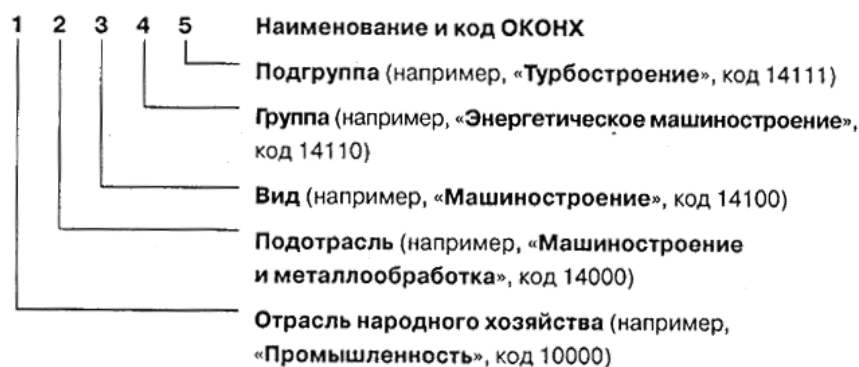 1 2 3 4 5 Наименование и код ОКОНХ
Подгруппа (например, «Турбостроение», код 14111)
Группа (например, «Энергетическое машиностроение»,
код 14110)
Вид (например, «Машиностроение», код 14100)
Подотрасль (например, «Машиностроение
и металлообработка», код 14000)
Отрасль народного хозяйства (например,
«Промышленность», код 10000)